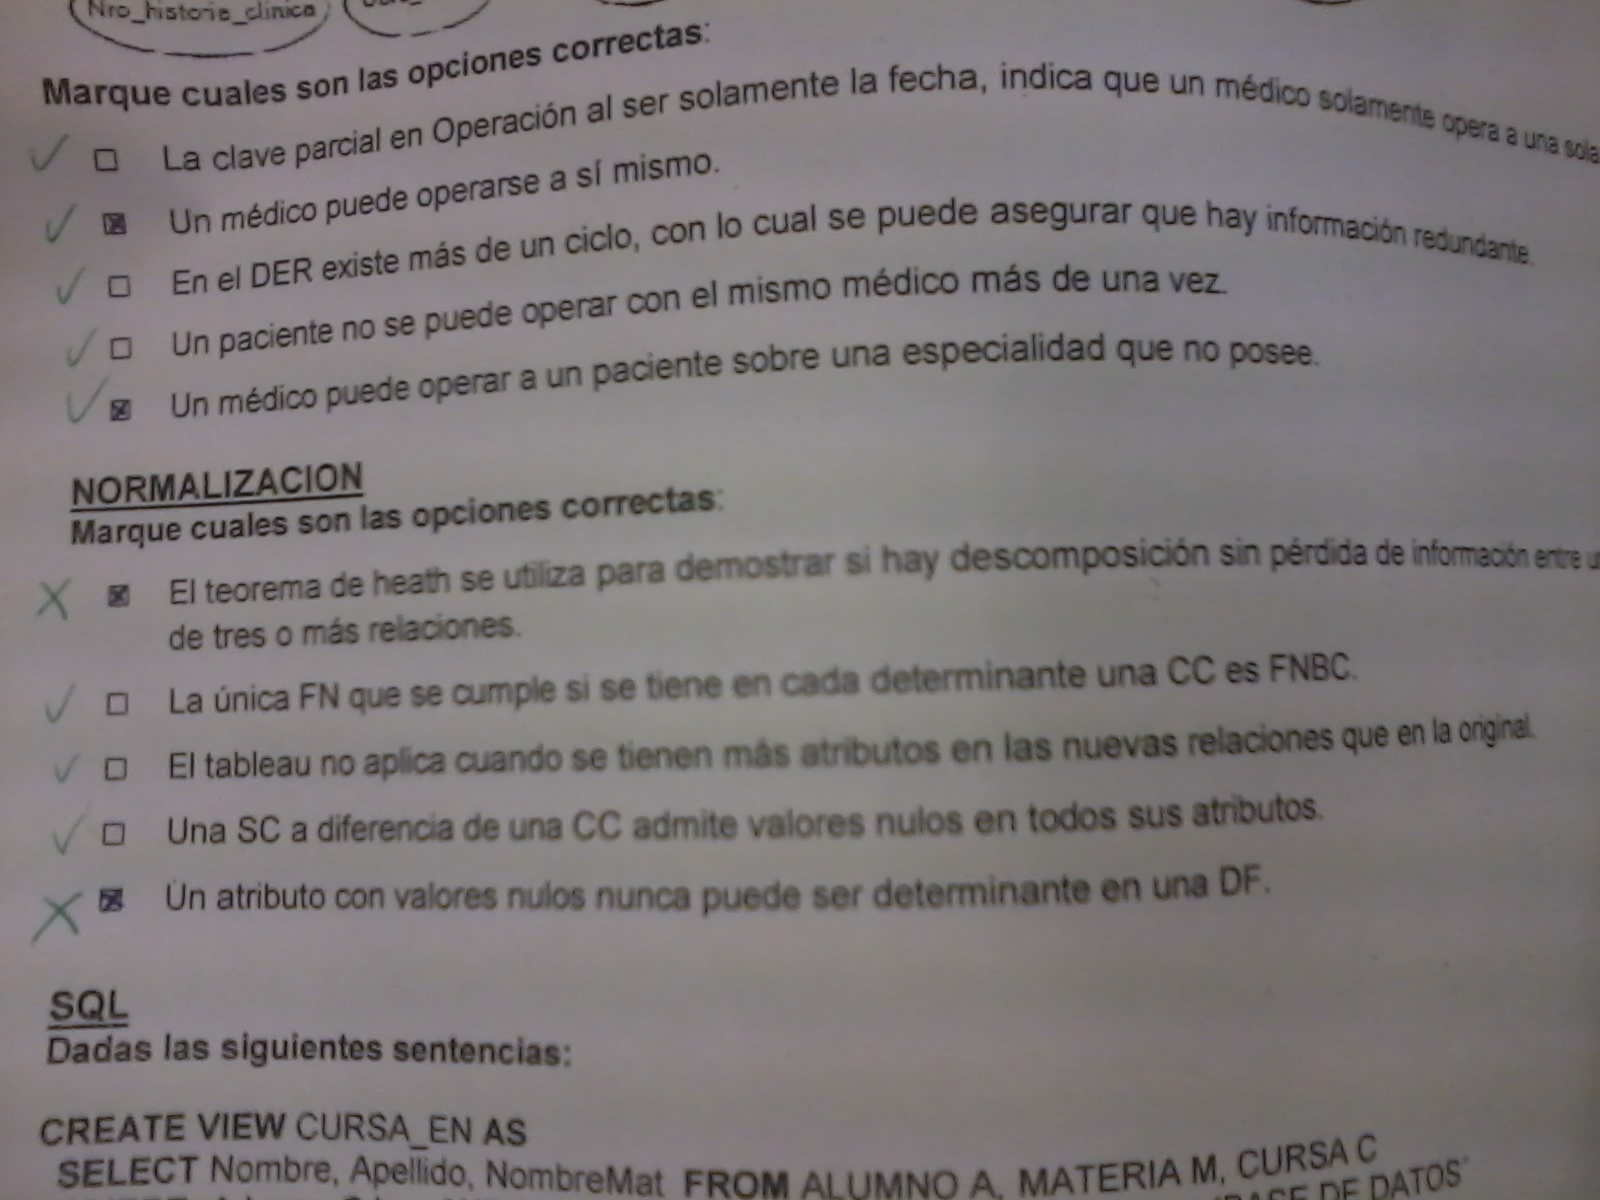 Nro_historia_clinica
Marque cuales son las opciones correctas:
La clave parcial en Operación al ser solamente la fecha, indica que un médico solamente opera a una sola
Un médico puede operarse a sí mismo.
En el DER existe más de un ciclo, con lo cual se puede asegurar que hay información redundante.
Un paciente no se puede operar con el mismo médico más de una vez.
Un médico puede operar a un paciente sobre una especialidad que no posee.
NORMALIZACION
Marque cuales son las opciones correctas:
El teorema de heath se utiliza para demostrar si hay descomposición sin pérdida de información entre
de tres o más relaciones.
La única FN que se cumple si se tiene en cada determinante una CC es FNBC.
El tableau no aplica cuando se tienen más atributos en las nuevas relaciones que en la original.
Una SC a diferencia de una CC admite valores nulos en todos sus atributos.
Un atributo con valores nulos nunca puede ser determinante en una DF.
SQL
Dadas las siguientes sentencias:
CREATE VIEW CURSA_EN AS
SELECT Nombre, Apellido, NombreMat FROM ALUMNO A, MATERIA M, CURSA C
DE DATOS'